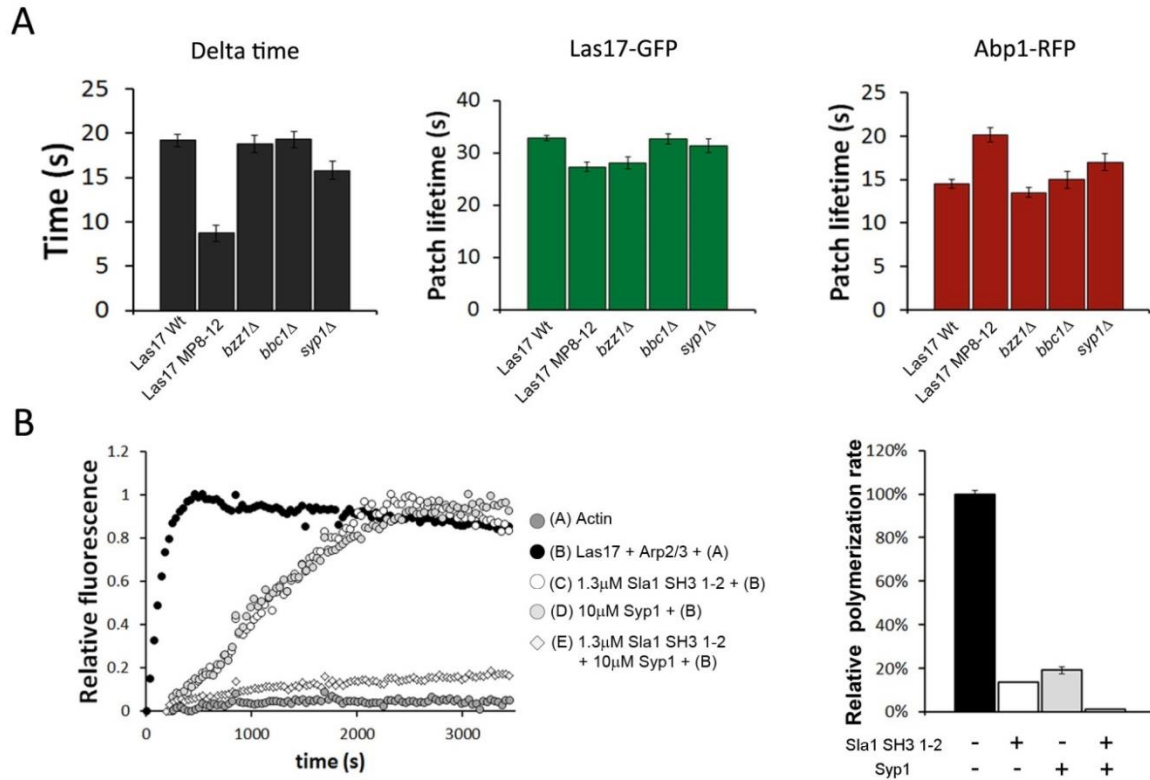 A
Delta time
Time (s)
25
20
15
10
5
0
Las17 Wt
Las17 MP8-12
bzz1Δ
bbc1Δ
syp1Δ
Las17-GFP
Patch lifetime (s)
40
30
20
10
0
Las17 Wt
Las17 MP8-12
bzz1Δ
bbc1Δ
syp1Δ
Abp1-RFP
Patch lifetime (s)
25
20
15
10
5
0
Las17 Wt
Las17 MP8-12
bzz1Δ
bbc1Δ
syp1Δ
B
Relative fluorescence
1.2
1
0.8
0.6
0.4
0.2
0
0 1000 2000 3000
time (s)
(A) Actin
(B) Las17 + Arp2/3 + (A)
(C) 1.3μM Sla1 SH3 1-2 + (B)
(D) 10μM Syp1 + (B)
(E) 1.3μM Sla1 SH3 1-2
+ 10μM Syp1 + (B)
Relative polymerization rate
120%
100%
80%
60%
40%
20%
0%
Sla1 SH3 1-2 - + - +
Syp1 - - + +